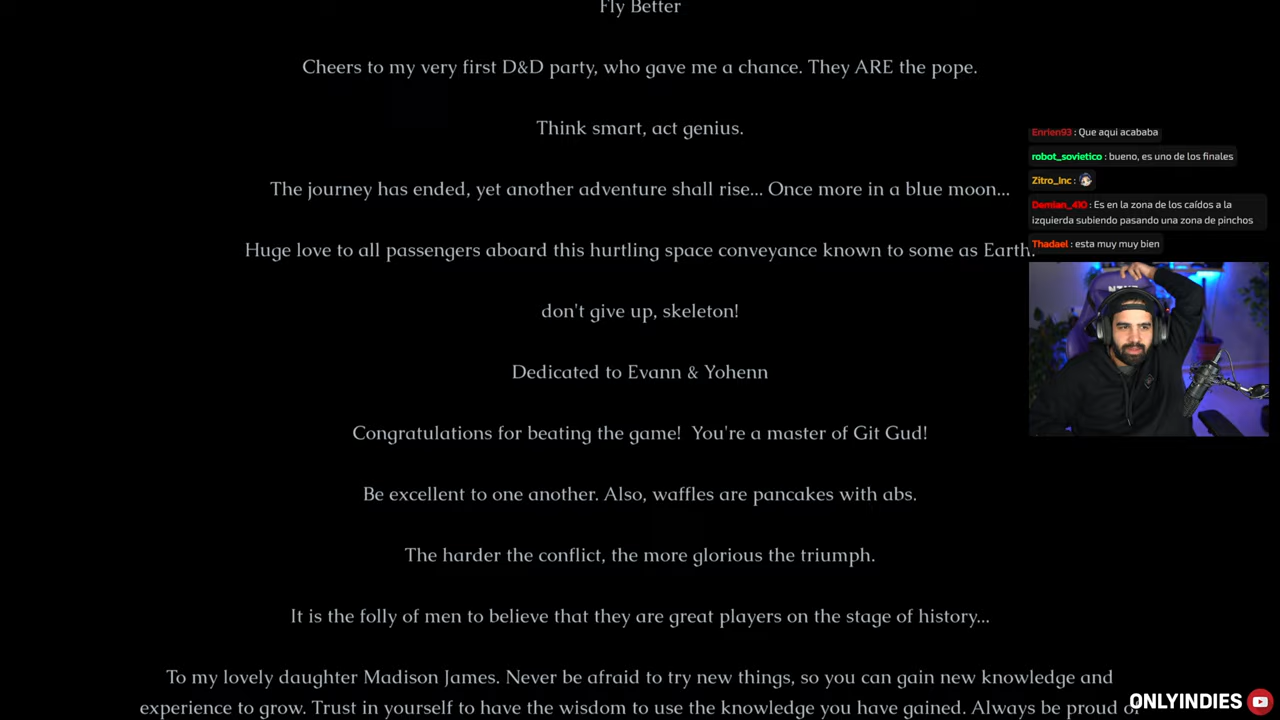 Fly Better
Cheers to my very first D&D party, who gave me a chance. They ARE the pope.
Think smart, act genius.
The journey has ended, yet another adventure shall rise... Once more in a blue moon...
Huge love to all passengers aboard this hurtling space conveyance known to some as Earth.
don't give up, skeleton!
Dedicated to Evann & Yohenn
Congratulations for beating the game!  You're a master of Git Gud!
Be excellent to one another. Also, waffles are pancakes with abs.
The harder the conflict, the more glorious the triumph.
It is the folly of men to believe that they are great players on the stage of history...
To my lovely daughter Madison James. Never be afraid to try new things, so you can gain new knowledge and
experience to grow. Trust in yourself to have the wisdom to use the knowledge you have gained. Always be proud of
Enrien93 : Que aqui acababa
robot_sovietico : bueno, es uno de los finales
Zitro_Inc :
Demian_410 : Es en la zona de los caídos a la
izquierda subiendo pasando una zona de pinchos
Thadael : esta muy muy bien
ONLYINDIES